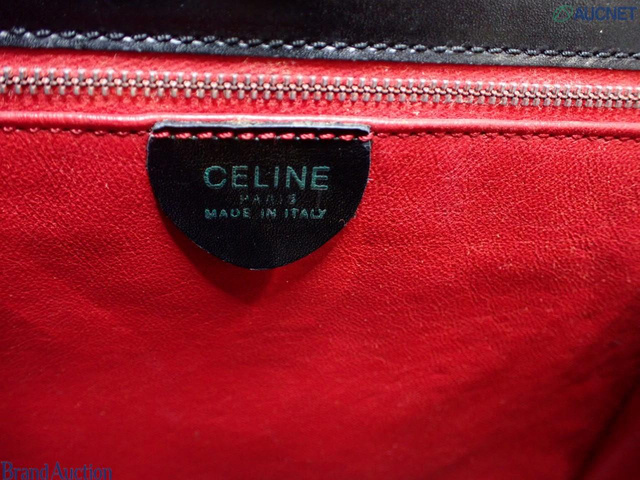 AUCNET
CELINE
PARIS
MADE IN ITALY
Brand Auction